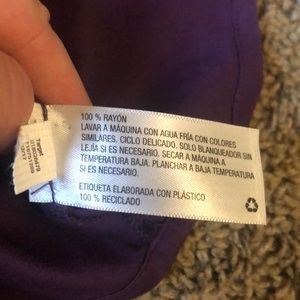 100 % RAYÓN
LAVAR A MÁQUINA CON AGUA FRÍA CON COLORES
SIMILARES. CICLO DELICADO. SOLO BLANQUEADOR SIN
LEJÍA SI ES NECESARIO. SECAR A MÁQUINA A
TEMPERATURA BAJA. PLANCHAR A BAJA TEMPERATURA
SI ES NECESARIO.
ETIQUETA ELABORADA CON PLÁSTICO
100 % RECICLADO
Target